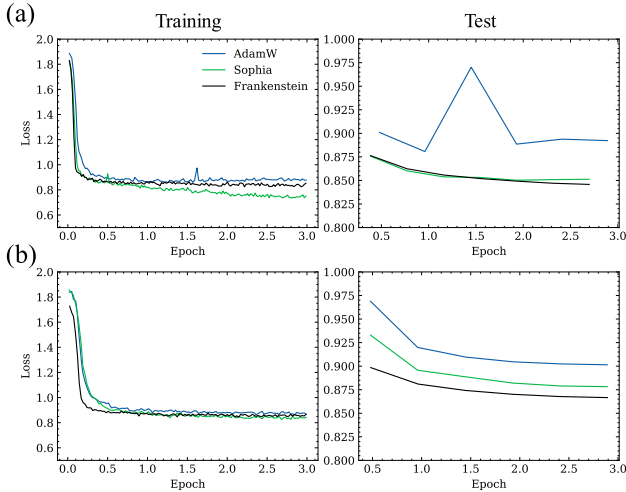 (a) Training Test
2.0 1.8 1.6 1.4 1.2 1.0 0.8 0.6
Loss
AdamW
Sophia
Frankenstein
0.0 0.5 1.0 1.5 2.0 2.5 3.0
Epoch
1.000 0.975 0.950 0.925 0.900 0.875 0.850 0.825 0.800
0.5 1.0 1.5 2.0 2.5 3.0
Epoch
(b)
2.0 1.8 1.6 1.4 1.2 1.0 0.8 0.6
Loss
0.0 0.5 1.0 1.5 2.0 2.5 3.0
Epoch
1.000 0.975 0.950 0.925 0.900 0.875 0.850 0.825 0.800
0.5 1.0 1.5 2.0 2.5 3.0
Epoch